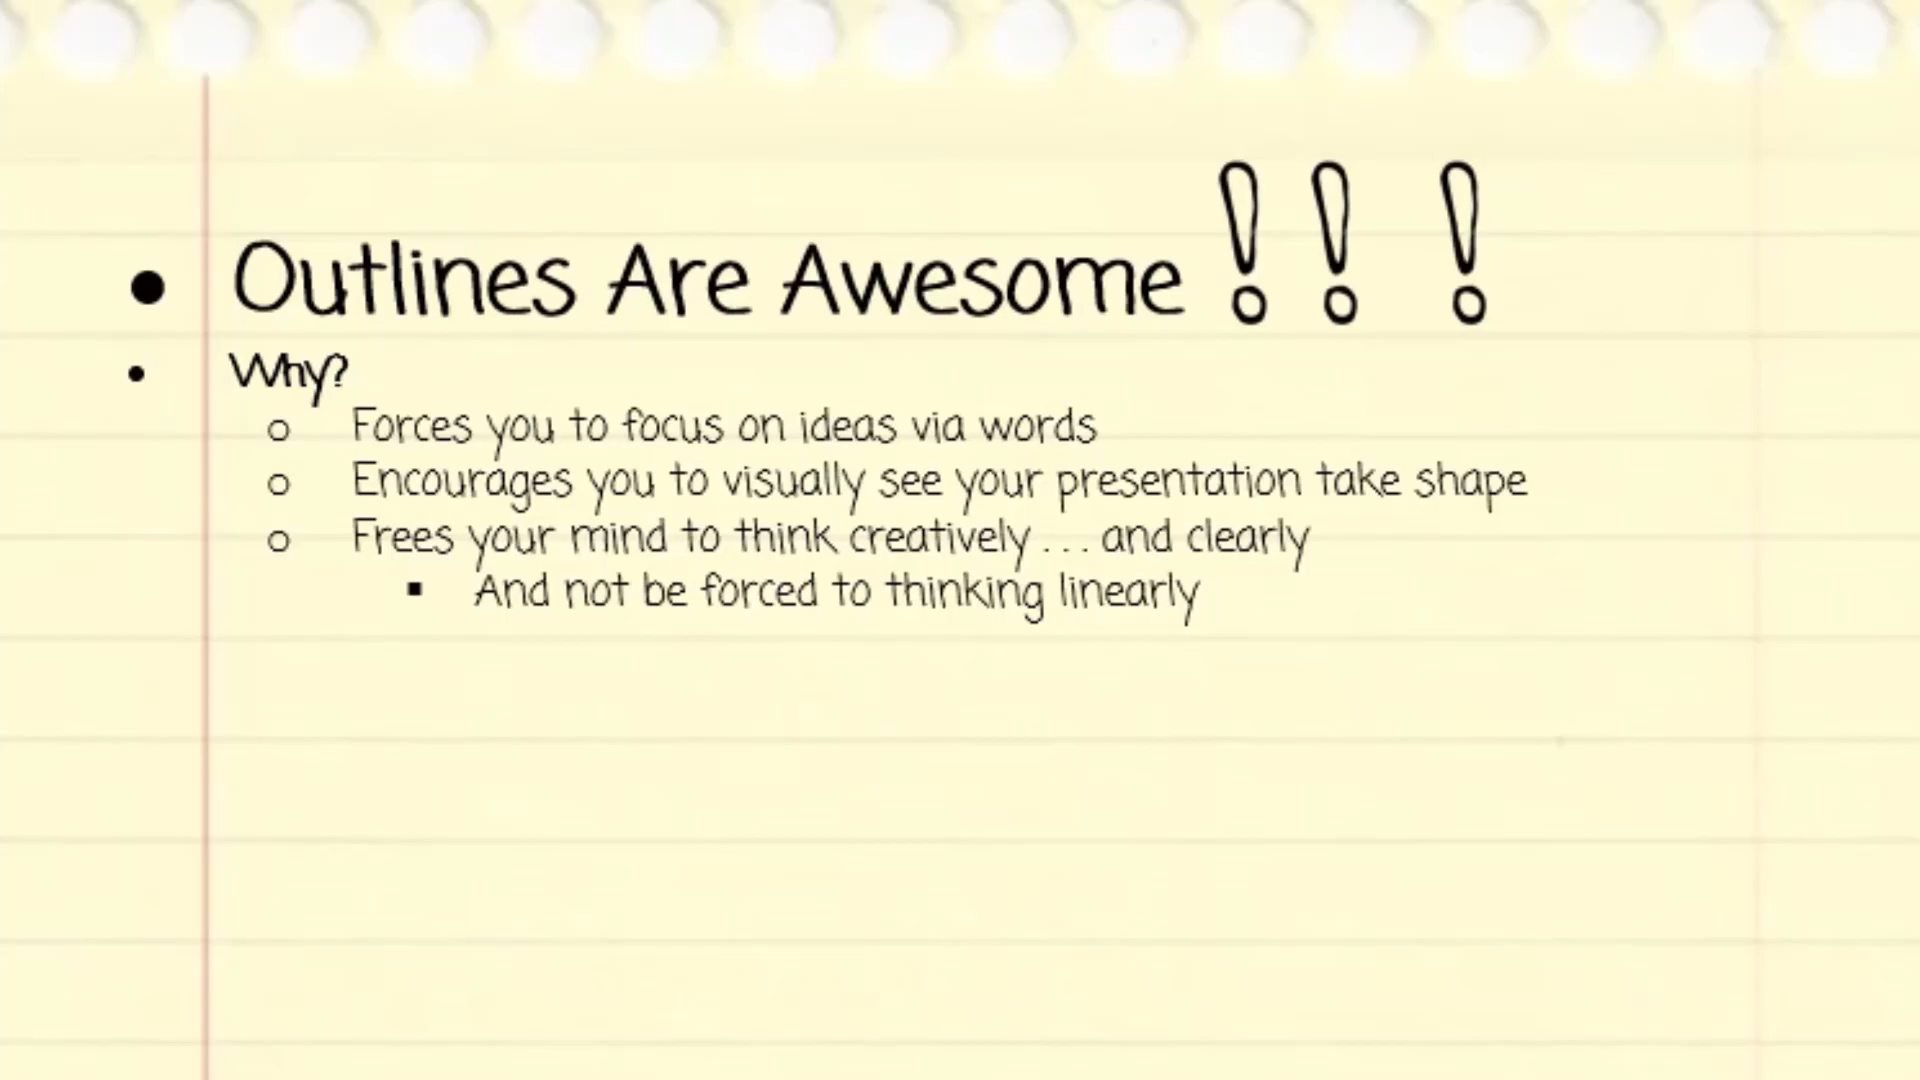 ● Outlines Are Awesome!! !
● Why?
○ Forces you to focus on ideas via words
○ Encourages you to visually see your presentation take shape
○ Frees your mind to think creatively . . . and clearly
■ And not be forced to thinking linearly